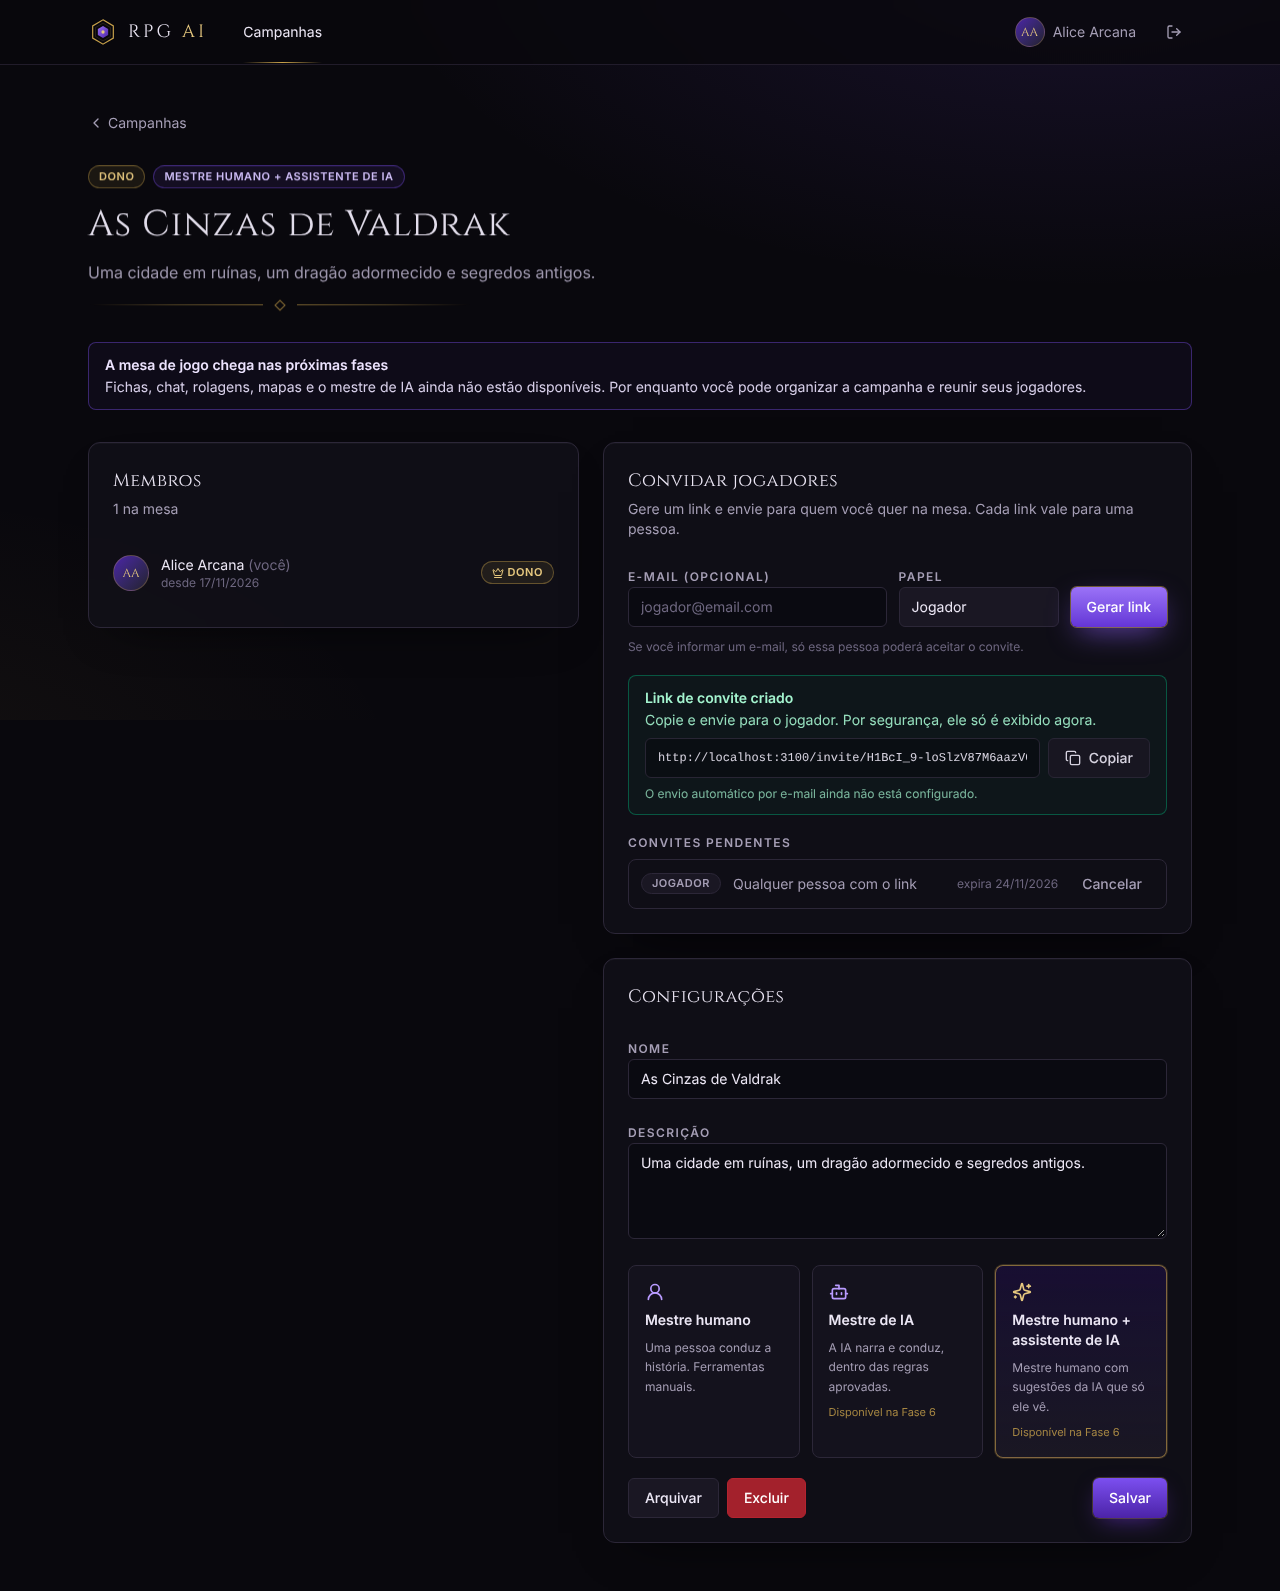 RPG AI
Campanhas
AA
Alice Arcana
Campanhas
DONO
MESTRE HUMANO + ASSISTENTE DE IA
As Cinzas de Valdrak
Uma cidade em ruínas, um dragão adormecido e segredos antigos.
A mesa de jogo chega nas próximas fases
Fichas, chat, rolagens, mapas e o mestre de IA ainda não estão disponíveis. Por enquanto você pode organizar a campanha e reunir seus jogadores.
Membros
1 na mesa
AA
Alice Arcana (você)
desde 17/11/2026
DONO
Convidar jogadores
Gere um link e envie para quem você quer na mesa. Cada link vale para uma
pessoa.
E-MAIL (OPCIONAL)
PAPEL
jogador@email.com
Jogador
Gerar link
Se você informar um e-mail, só essa pessoa poderá aceitar o convite.
Link de convite criado
Copie e envie para o jogador. Por segurança, ele só é exibido agora.
http://localhost:3100/invite/H1BcI_9-loSlzV87M6aazV
Copiar
O envio automático por e-mail ainda não está configurado.
CONVITES PENDENTES
JOGADOR
Qualquer pessoa com o link
expira 24/11/2026
Cancelar
Configurações
NOME
As Cinzas de Valdrak
DESCRIÇÃO
Uma cidade em ruínas, um dragão adormecido e segredos antigos.
Mestre humano
Uma pessoa conduz a
história. Ferramentas
manuais.
Mestre de IA
A IA narra e conduz,
dentro das regras
aprovadas.
Disponível na Fase 6
Mestre humano +
assistente de IA
Mestre humano com
sugestões da IA que só
ele vê.
Disponível na Fase 6
Arquivar
Excluir
Salvar